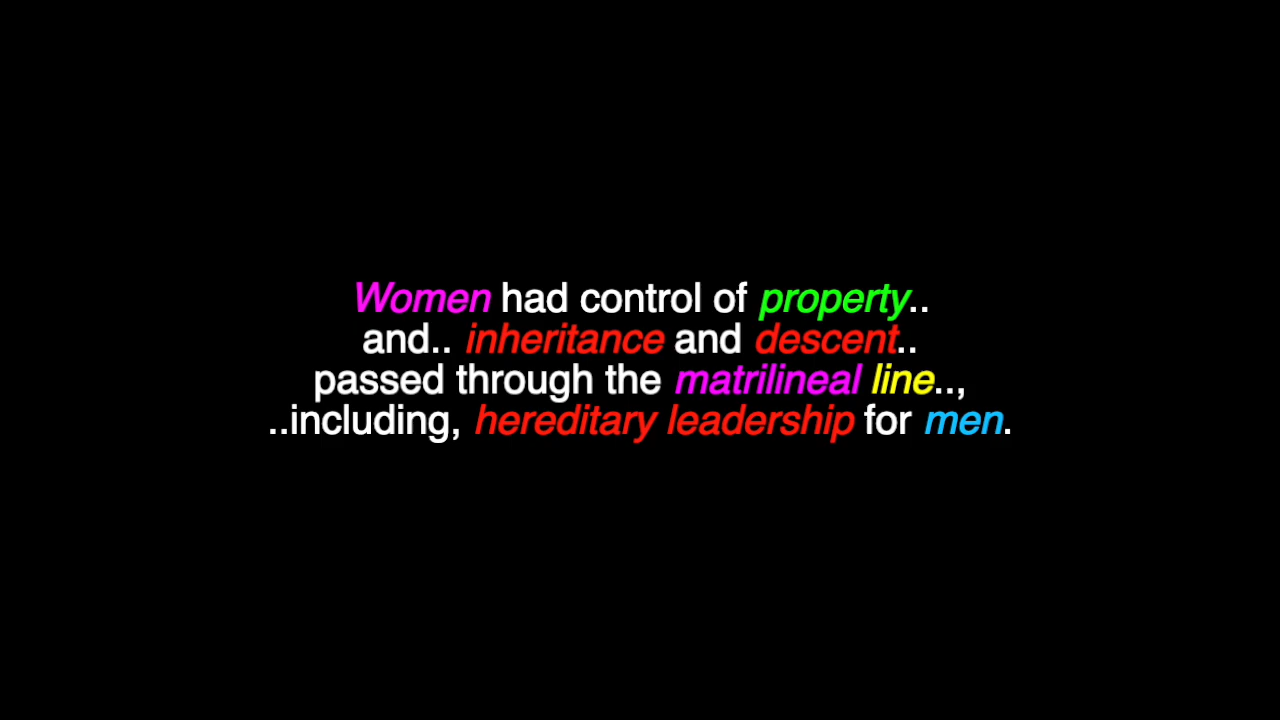 Women had control of property..
and.. inheritance and descent..
passed through the matrilineal line..,
..including, hereditary leadership for men.